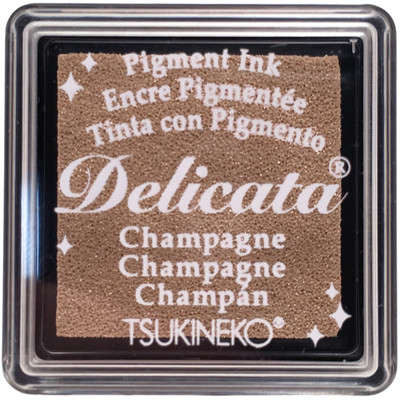 Pigment Ink
Encre Pigmentée
Tinta con Pigmento
Delicata®
Champagne
Champagne
Champán
TSUKINEKO®